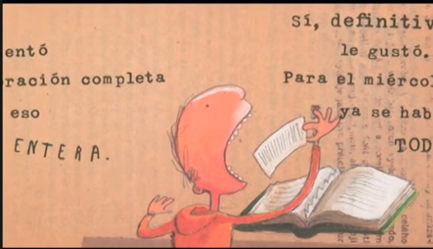 entó
ración completa
eso
ENTERA.
Sí, definitiv
le gustó.
Para el miércol
ya se hab
TOD